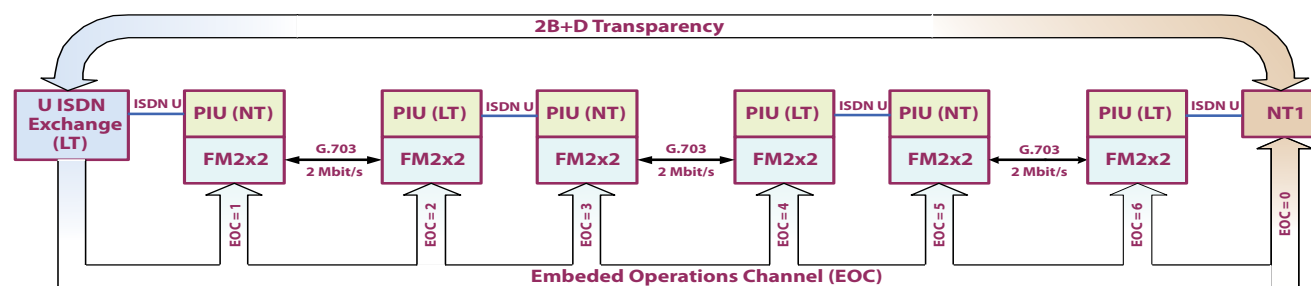 2B+D Transparency
U ISDN
Exchange
(LT)
ISDN U
PIU (NT)
FM2x2
G.703
2 Mbit/s
PIU (LT)
FM2x2
ISDN U
PIU (NT)
FM2x2
G.703
2 Mbit/s
PIU (LT)
FM2x2
ISDN U
PIU (NT)
FM2x2
G.703
2 Mbit/s
PIU (LT)
FM2x2
ISDN U
NT1
EOC=1
EOC=2
EOC=3
EOC=4
EOC=5
EOC=6
EOC=0
Embeded Operations Channel (EOC)